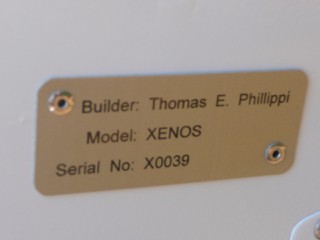 Builder: Thomas E. Phillippi
Model: XENOS
Serial No: X0039